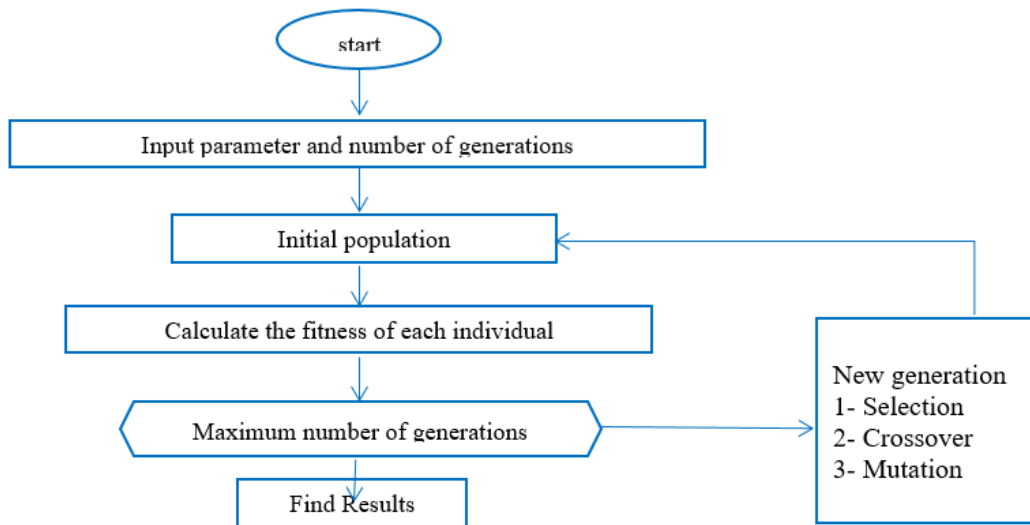 start
Input parameter and number of generations
Initial population
Calculate the fitness of each individual
Maximum number of generations
Find Results
New generation
1- Selection
2- Crossover
3- Mutation